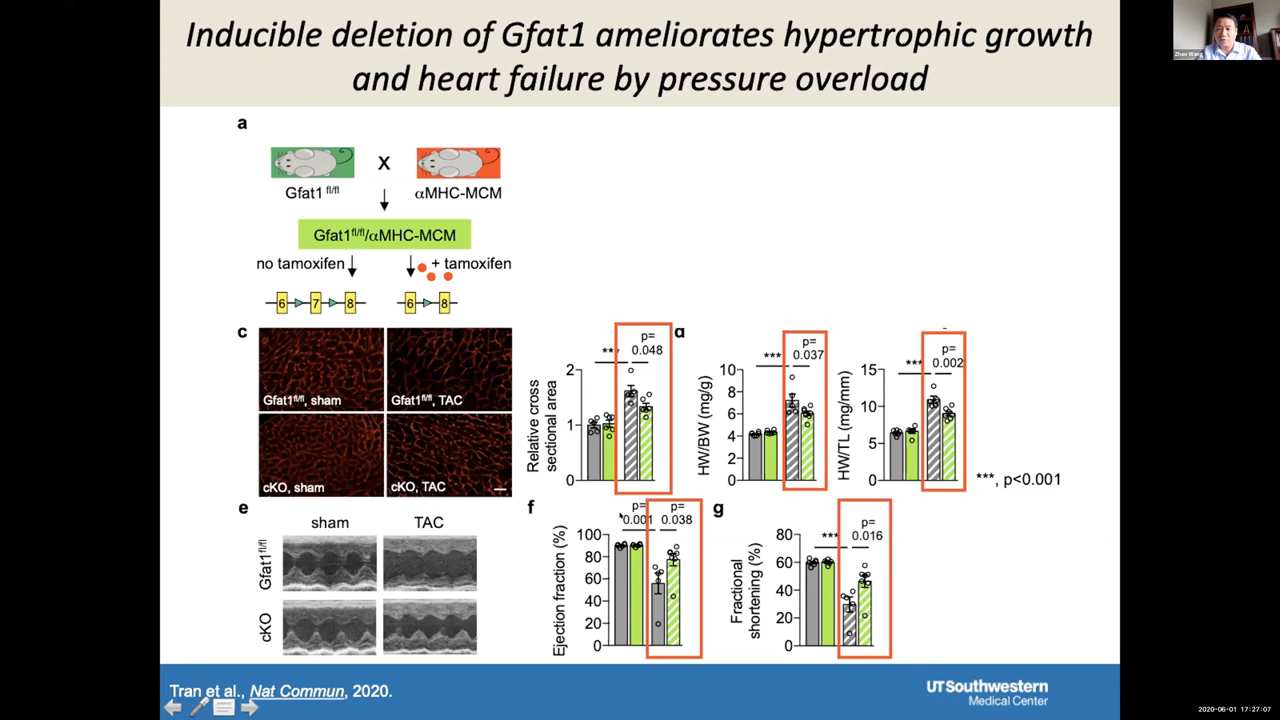 Inducible deletion of Gfat1 ameliorates hypertrophic growth
and heart failure by pressure overload
Zhao Wang
a
X
Gfat1 fl/fl
αMHC-MCM
Gfat1fl/fl/αMHC-MCM
no tamoxifen
+ tamoxifen
6 7 8
6 8
c
Gfat1fl/fl, sham
Gfat1fl/fl, TAC
cKO, sham
cKO, TAC
Relative cross
sectional area
2
1
0
***
p=
0.048
d
HW/BW (mg/g)
10
8
6
4
2
0
***
p=
0.037
HW/TL (mg/mm)
15
10
5
0
***
p=
0.002
***, p<0.001
e
sham
TAC
Gfat1fl/fl
cKO
f
Ejection fraction (%)
100
80
60
40
20
0
p=
0.001
p=
0.038
g
Fractional
shortening (%)
80
60
40
20
0
***
p=
0.016
Tran et al., Nat Commun, 2020.
UTSouthwestern
Medical Center
2020-06-01 17:27:07